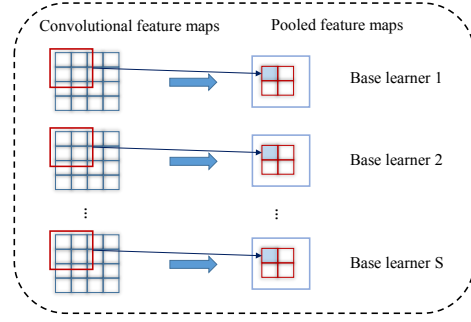 Convolutional feature maps
Pooled feature maps
Base learner 1
Base learner 2
...
...
Base learner S